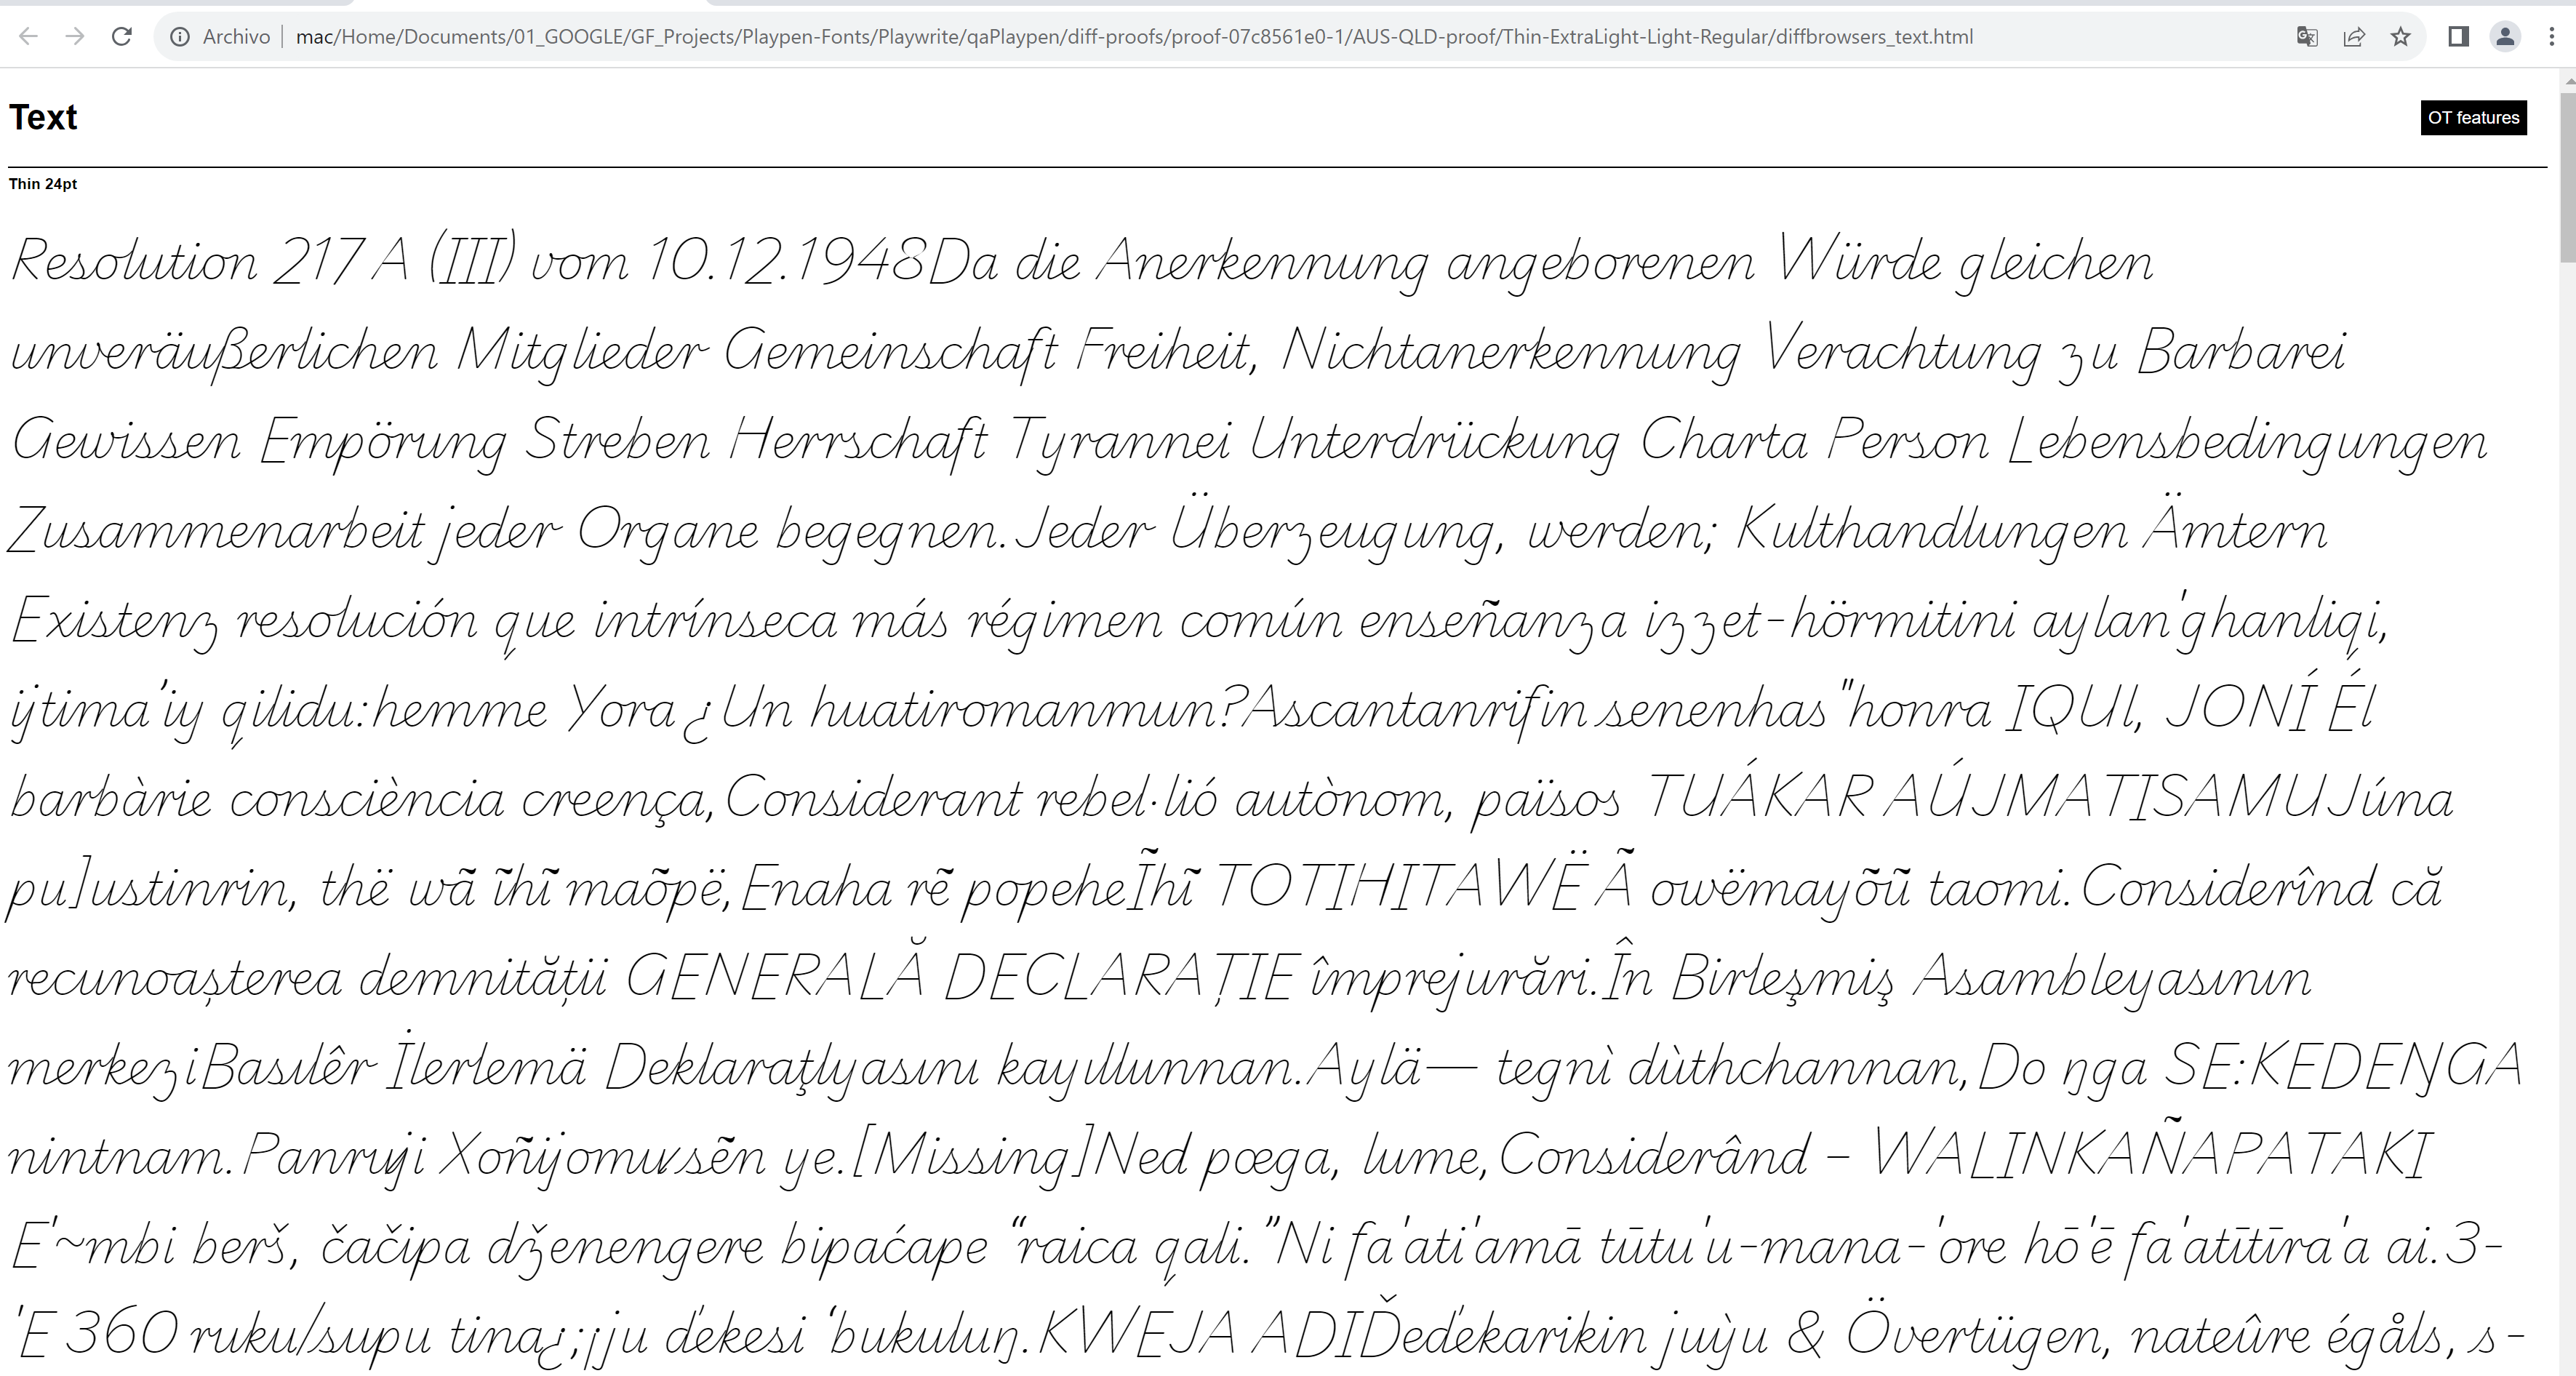 Archivo | mac/Home/Documents/01_GOOGLE/GF_Projects/Playpen-Fonts/Playwrite/qaPlaypen/diff-proofs/proof-07c8561e0-1/AUS-QLD-proof/Thin-ExtraLight-Light-Regular/diffbrowsers_text.html
Text
OT features
Thin 24pt
Resolution 217 A (III) vom 10.12.1948Da die Anerkennung angeborenen Würde gleichen
unveräußerlichen Mitglieder Gemeinschaft Freiheit, Nichtanerkennung Verachtung zu Barbarei
Gewissen Empörung Streben Herrschaft Tyrannei Unterdrückung Charta Person Lebensbedingungen
Zusammenarbeit jeder Organe begegnen.Jeder Überzeugung, werden; Kulthandlungen Ämtern
Existenz resolución que intrínseca más régimen común enseñanza izzet-hörmitini aylan'ghanliqi,
ijtima'iy qilidu:hemme Yora ¿Un huatiromanmun?Ascantanrifin senenhas "honra IQUI, JONÍ Él
barbàrie consciència creença,Considerant rebel·lió autònom, països TUÁKAR AÚJMATISAMUJúna
pu]ustinrin, thë wã ĩhĩ maõpë,Enaha rẽ popeheĨhĩ TOTIHITAWË Ã owëmayõũ taomi.Considerînd că
recunoașterea demnității GENERALĂ DECLARAȚIE împrejurări.În Birleşmiş Asambleyasının
merkeziBasılêr İlerlemä Deklaraţlyasını kayıllunnan.Aylä— tegnì dùthchannan,Do ŋga SE:KEDEŊGA
nintnam.Panruyji Xoñijomuvsẽn ye.[Missing]Ned pœga, lume,Considerând – WALINKAÑAPATAKI
E'~mbi berš, čačipa dženengere bipaćape “raica qali.”Ni fa'ati'amā tūtu'u-mana-'ore hō'ē fa'atītīra'a ai.3-
'E 360 ruku/supu tina¿;¡ju ďekesi ‘bukuluŋ.KWEJA ADIĎeďekarikin juỳu & Övertügen, nateûre égåls, s-